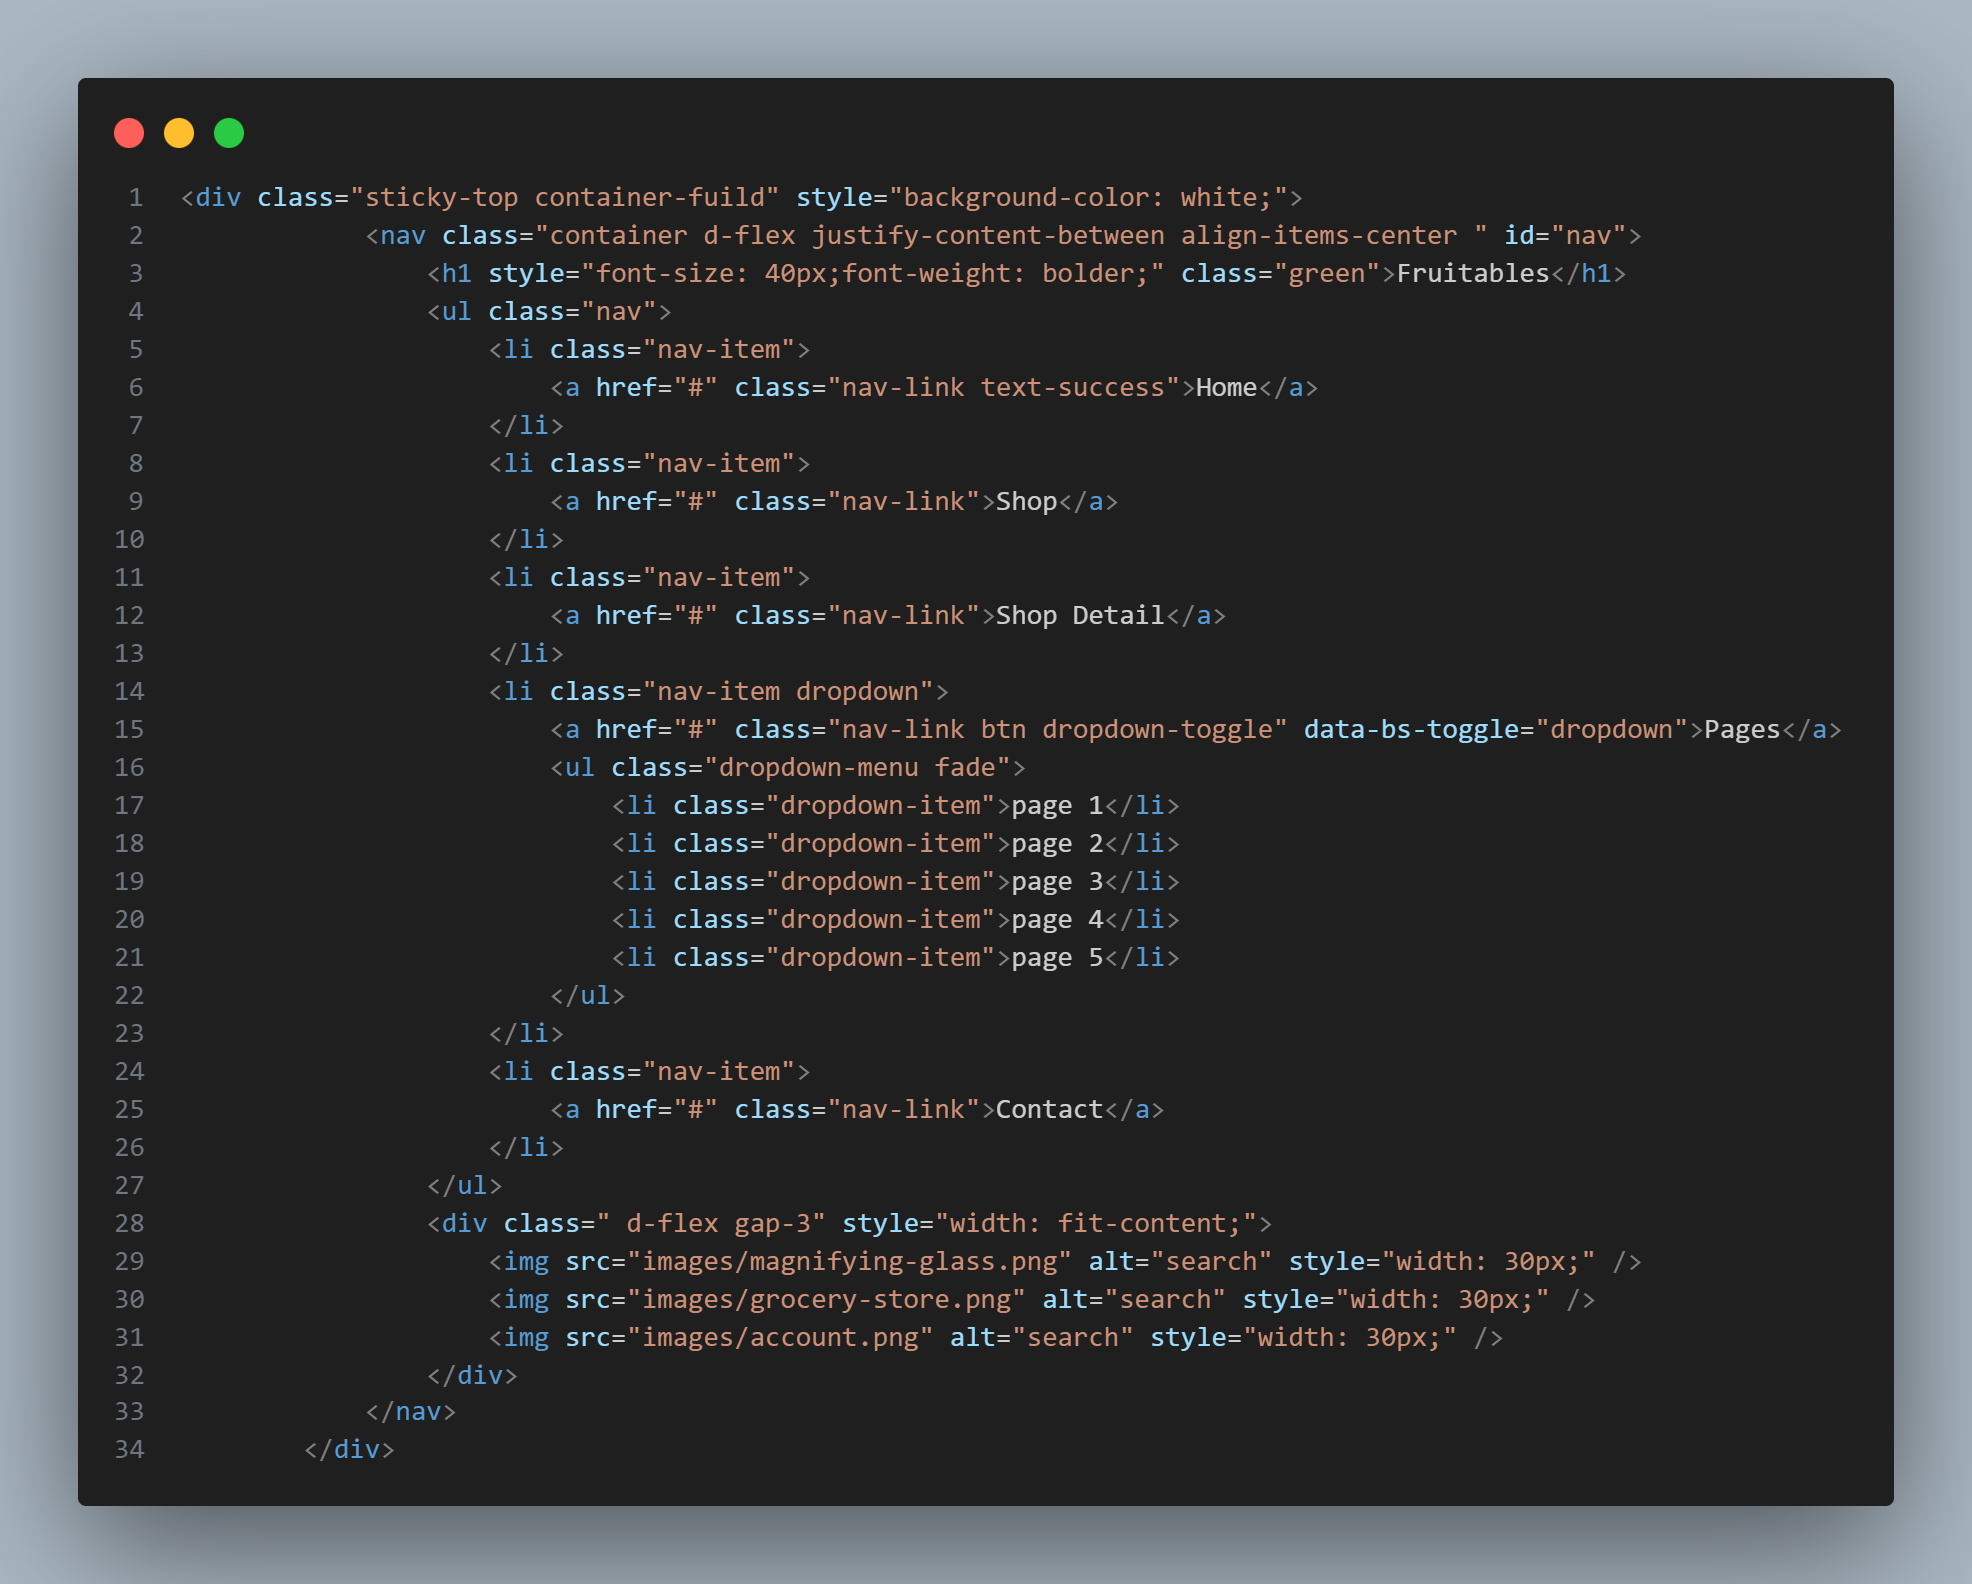 1 <div class="sticky-top container-fuild" style="background-color: white;">
2 <nav class="container d-flex justify-content-between align-items-center " id="nav">
3 <h1 style="font-size: 40px;font-weight: bolder;" class="green">Fruitables</h1>
4 <ul class="nav">
5 <li class="nav-item">
6 <a href="#" class="nav-link text-success">Home</a>
7 </li>
8 <li class="nav-item">
9 <a href="#" class="nav-link">Shop</a>
10 </li>
11 <li class="nav-item">
12 <a href="#" class="nav-link">Shop Detail</a>
13 </li>
14 <li class="nav-item dropdown">
15 <a href="#" class="nav-link btn dropdown-toggle" data-bs-toggle="dropdown">Pages</a>
16 <ul class="dropdown-menu fade">
17 <li class="dropdown-item">page 1</li>
18 <li class="dropdown-item">page 2</li>
19 <li class="dropdown-item">page 3</li>
20 <li class="dropdown-item">page 4</li>
21 <li class="dropdown-item">page 5</li>
22 </ul>
23 </li>
24 <li class="nav-item">
25 <a href="#" class="nav-link">Contact</a>
26 </li>
27 </ul>
28 <div class=" d-flex gap-3" style="width: fit-content;">
29 <img src="images/magnifying-glass.png" alt="search" style="width: 30px;" />
30 <img src="images/grocery-store.png" alt="search" style="width: 30px;" />
31 <img src="images/account.png" alt="search" style="width: 30px;" />
32 </div>
33 </nav>
34 </div>